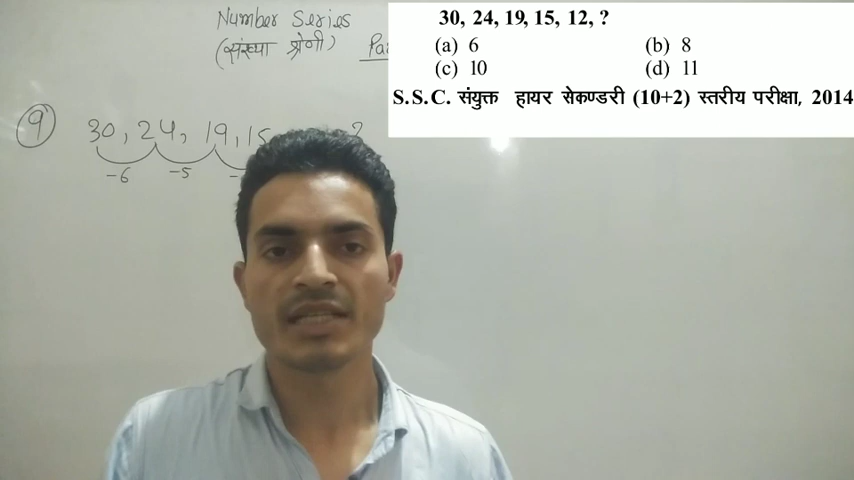 Number Series
(संख्या श्रेणी)
30, 24, 19, 15, 12, ?
(a) 6 (b) 8
(c) 10 (d) 11
S.S.C. संयुक्त हायर सेकण्डरी (10+2) स्तरीय परीक्षा, 2014
9 30, 24, 19, 15 ?
-6 -5 -